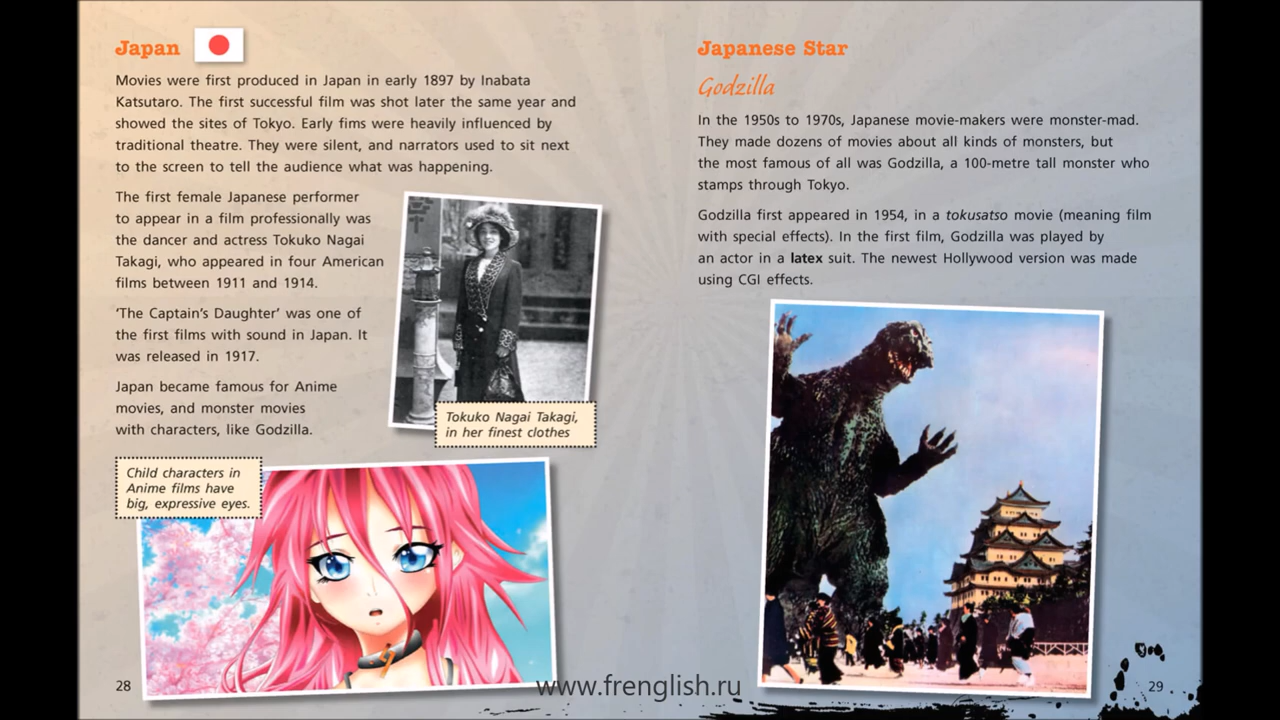 Japan
Movies were first produced in Japan in early 1897 by Inabata
Katsutaro. The first successful film was shot later the same year and
showed the sites of Tokyo. Early fims were heavily influenced by
traditional theatre. They were silent, and narrators used to sit next
to the screen to tell the audience what was happening.
The first female Japanese performer
to appear in a film professionally was
the dancer and actress Tokuko Nagai
Takagi, who appeared in four American
films between 1911 and 1914.
‘The Captain’s Daughter’ was one of
the first films with sound in Japan. It
was released in 1917.
Japan became famous for Anime
movies, and monster movies
with characters, like Godzilla.
Tokuko Nagai Takagi,
in her finest clothes
Child characters in
Anime films have
big, expressive eyes.
28
Japanese Star
Godzilla
In the 1950s to 1970s, Japanese movie-makers were monster-mad.
They made dozens of movies about all kinds of monsters, but
the most famous of all was Godzilla, a 100-metre tall monster who
stamps through Tokyo.
Godzilla first appeared in 1954, in a tokusatso movie (meaning film
with special effects). In the first film, Godzilla was played by
an actor in a latex suit. The newest Hollywood version was made
using CGI effects.
29
www.frenglish.ru